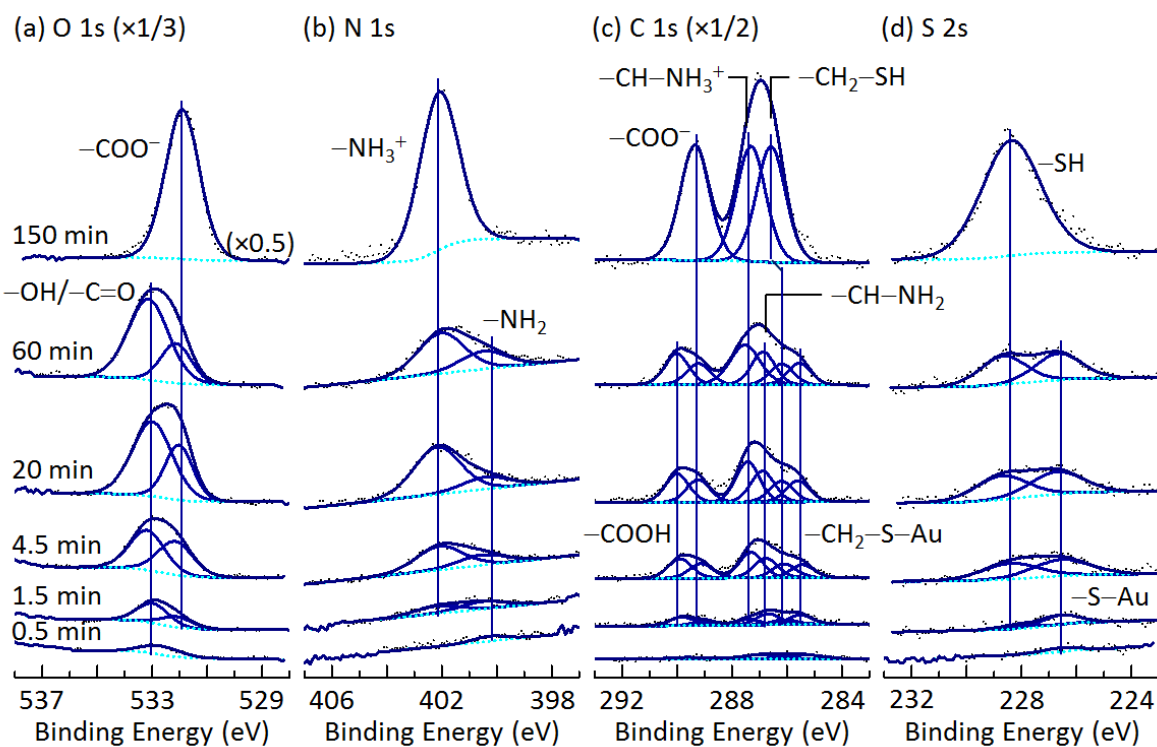 (a) O 1s (×1/3)
(b) N 1s
(c) C 1s (×1/2)
(d) S 2s
−CH−NH₃⁺
−CH₂−SH
−COO⁻
−NH₃⁺
−COO⁻
−SH
150 min
(×0.5)
−OH/−C=O
−NH₂
−CH−NH₂
60 min
20 min
4.5 min
−COOH
−CH₂−S−Au
1.5 min
−S−Au
0.5 min
537 532 529
406 402 398
292 287 283
232 228 224
Binding Energy (eV)
Binding Energy (eV)
Binding Energy (eV)
Binding Energy (eV)